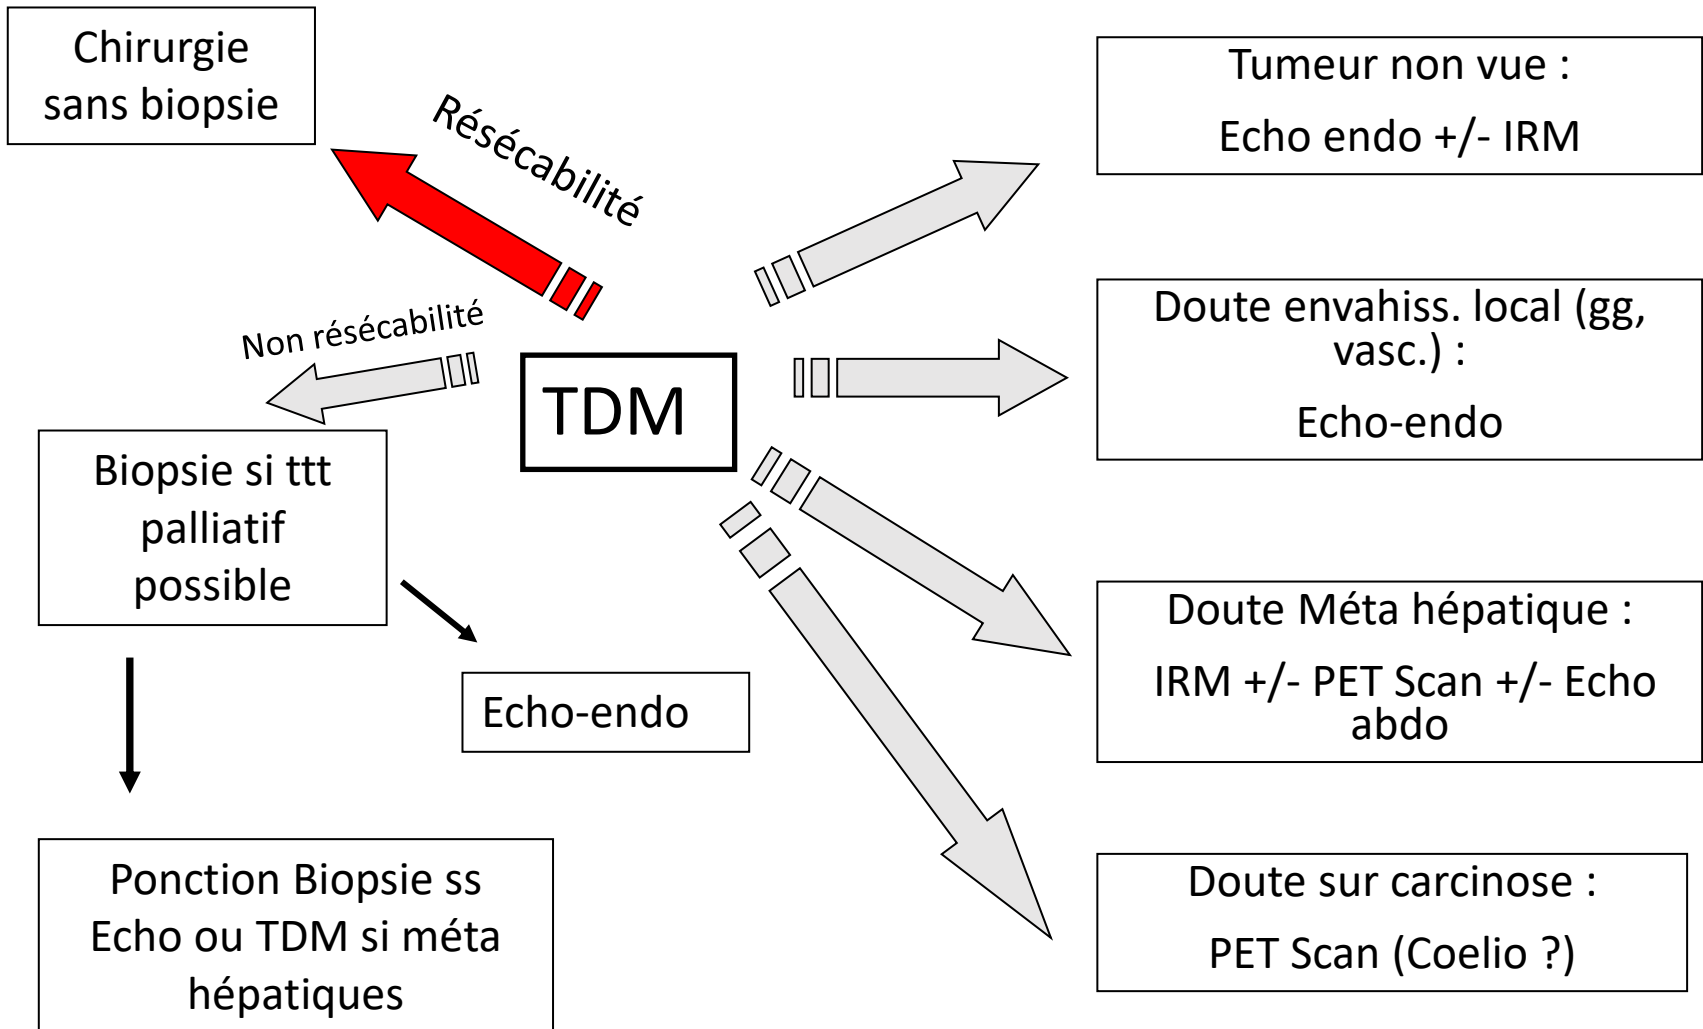 Chirurgie
sans biopsie
Résécabilité
Non résécabilité
TDM
Biopsie si ttt
palliatif
possible
Echo-endo
Ponction Biopsie ss
Echo ou TDM si méta
hépatiques
Tumeur non vue :
Echo endo +/- IRM
Doute envahiss. local (gg,
vasc.) :
Echo-endo
Doute Méta hépatique :
IRM +/- PET Scan +/- Echo
abdo
Doute sur carcinose :
PET Scan (Coelio ?)